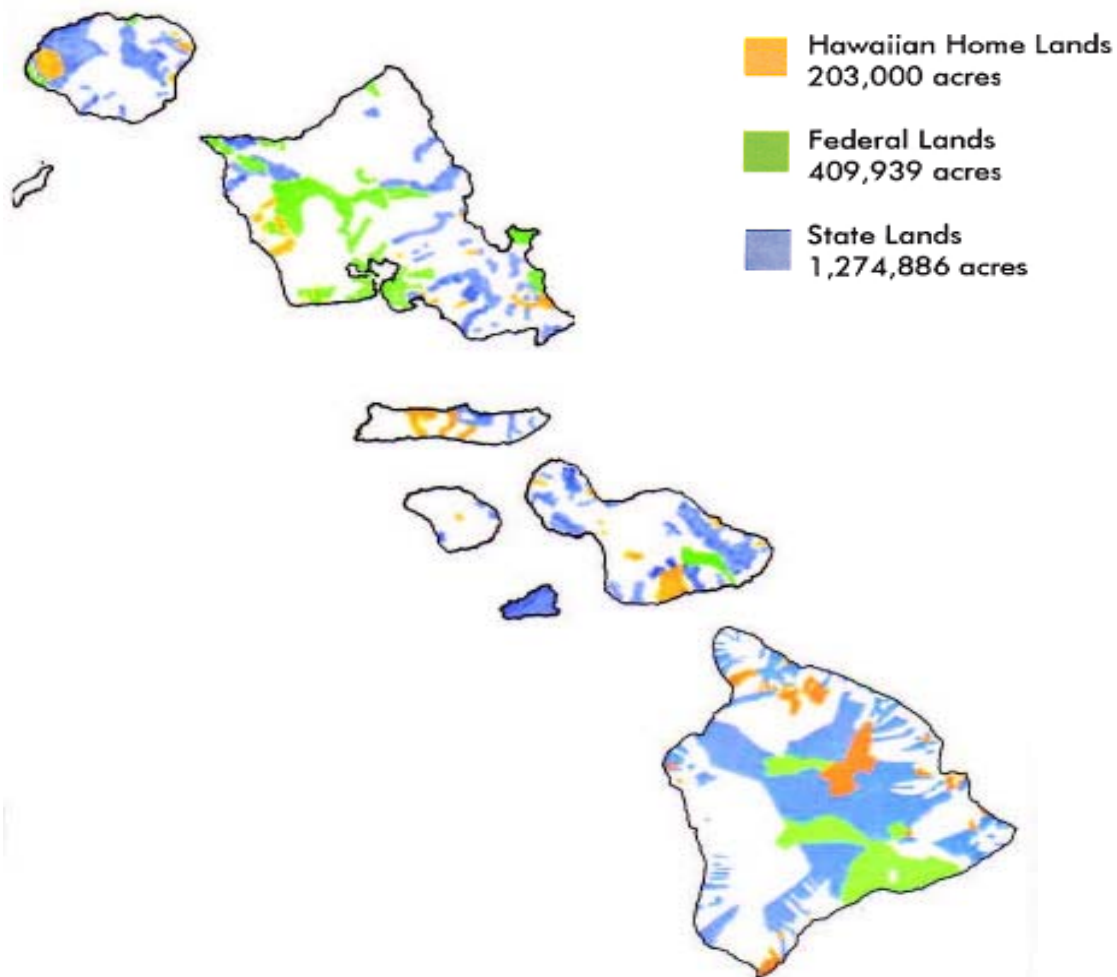 Hawaiian Home Lands
203,000 acres
Federal Lands
409,939 acres
State Lands
1,274,886 acres